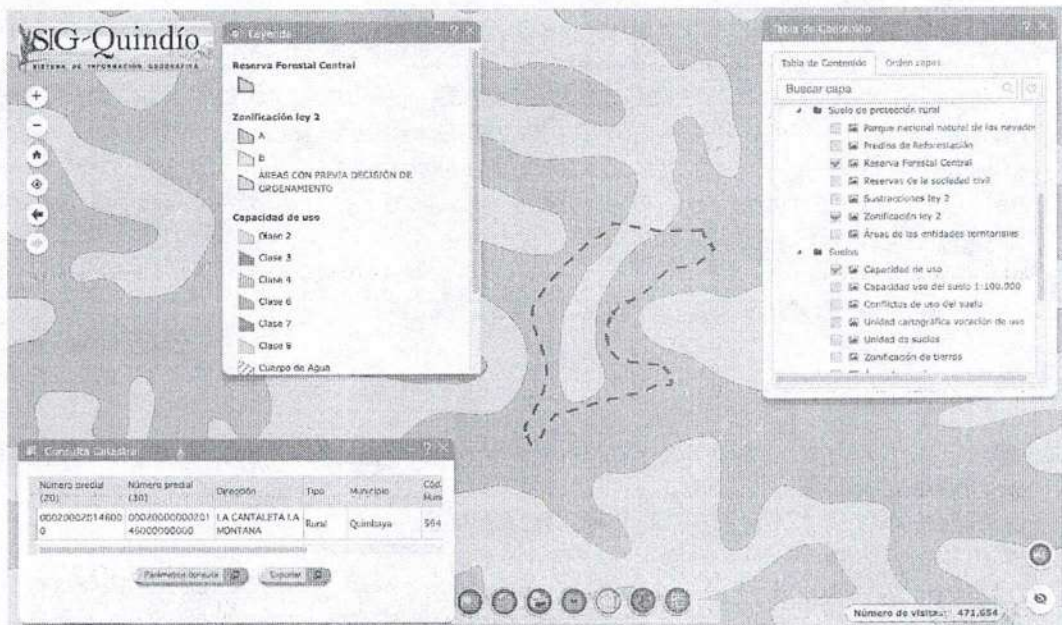 SIG-Quindío
SISTEMA DE INFORMACIÓN GEOGRÁFICA
Leyenda
Reserva Forestal Central
Zonificación ley 2
A
B
ÁREAS CON PREVIA DECISIÓN DE
ORDENAMIENTO
Capacidad de uso
Clase 2
Clase 3
Clase 4
Clase 6
Clase 7
Clase 8
Cuerpo de Agua
Tabla de Contenido
Tabla de Contenido Orden capas
Buscar capa
Suelo de protección rural
Parque nacional natural de los nevados
Predios de Reforestación
Reserva Forestal Central
Reservas de la sociedad civil
Sustracciones ley 2
Zonificación ley 2
Áreas de las entidades territoriales
Suelos
Capacidad de uso
Capacidad uso del suelo 1:100.000
Conflictos de uso del suelo
Unidad cartográfica vocación de uso
Unidad de suelos
Zonificación de tierras
Consulta Catastral
Número predial (20) Número predial (30) Dirección Tipo Municipio Cód.
00020002014600 00020000000201 LA CANTALETA LA Rural Quimbaya 594
0 46000000000 MONTANA
Parámetros consulta Exportar
Número de visitas: 471,654